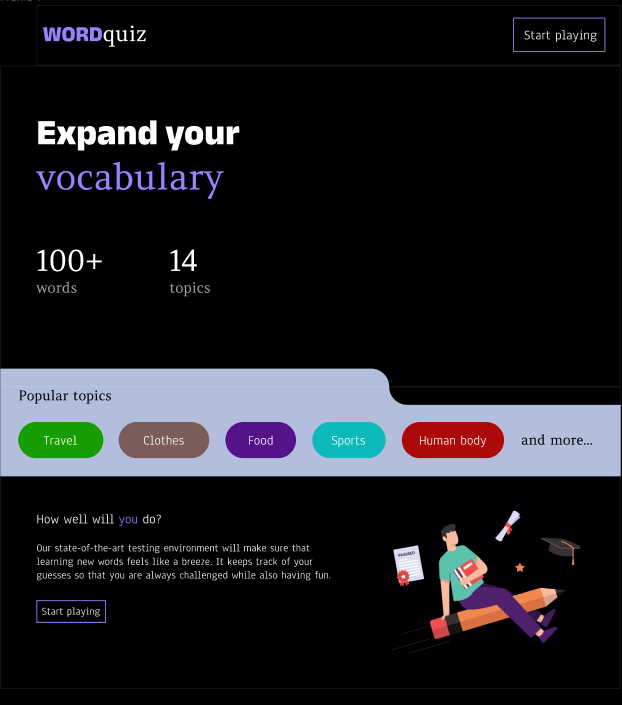 WORDquiz
Start playing
Expand your
vocabulary
100+
words
14
topics
Popular topics
Travel
Clothes
Food
Sports
Human body
and more...
How well will you do?
Our state-of-the-art testing environment will make sure that
learning new words feels like a breeze. It keeps track of your
guesses so that you are always challenged while also having fun.
Start playing